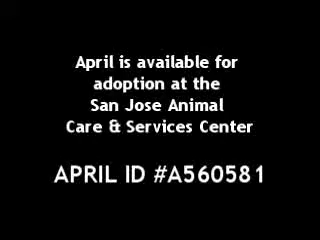 April is available for
adoption at the
San Jose Animal
Care & Services Center
APRIL ID #A560581